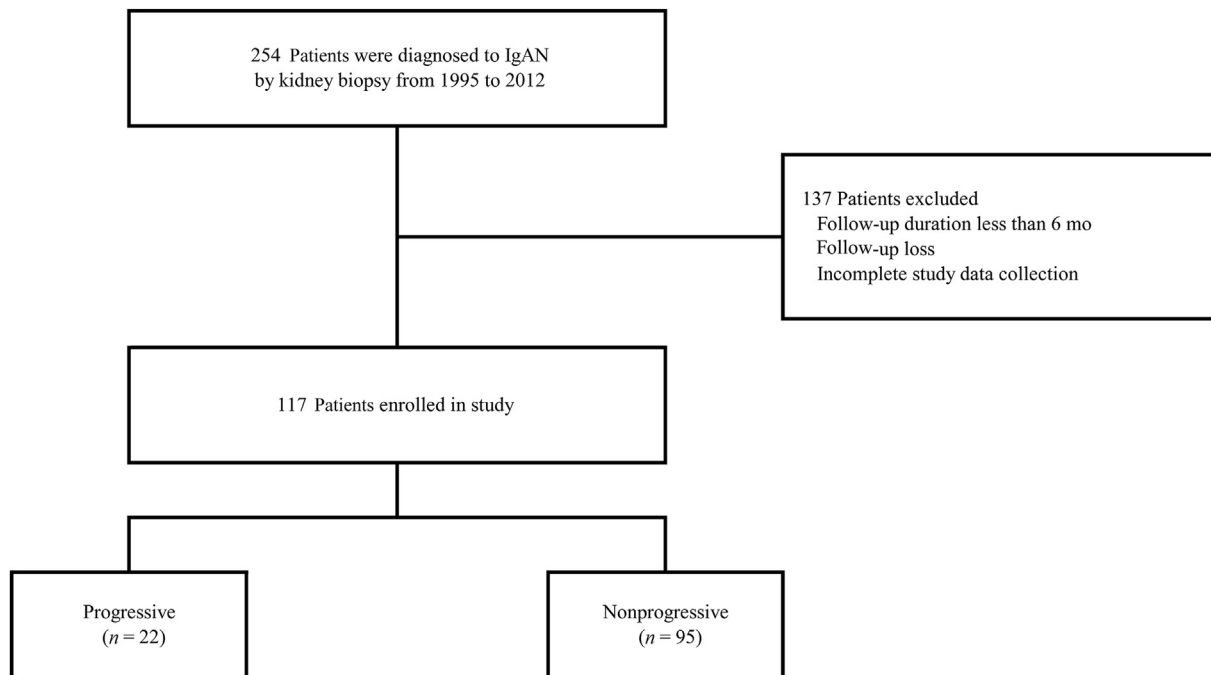 254 Patients were diagnosed to IgAN
by kidney biopsy from 1995 to 2012
137 Patients excluded
Follow-up duration less than 6 mo
Follow-up loss
Incomplete study data collection
117 Patients enrolled in study
Progressive
(n = 22)
Nonprogressive
(n = 95)